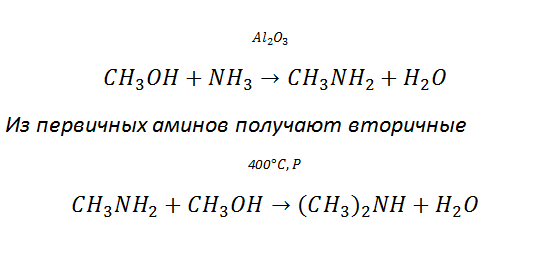 Al₂O₃
CH₃OH + NH₃ → CH₃NH₂ + H₂O
Из первичных аминов получают вторичные
400°C, P
CH₃NH₂ + CH₃OH → (CH₃)₂NH + H₂O